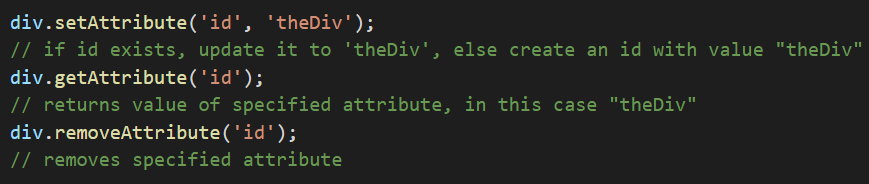 div.setAttribute('id', 'theDiv');
// if id exists, update it to 'theDiv', else create an id with value "theDiv"
div.getAttribute('id');
// returns value of specified attribute, in this case "theDiv"
div.removeAttribute('id');
// removes specified attribute